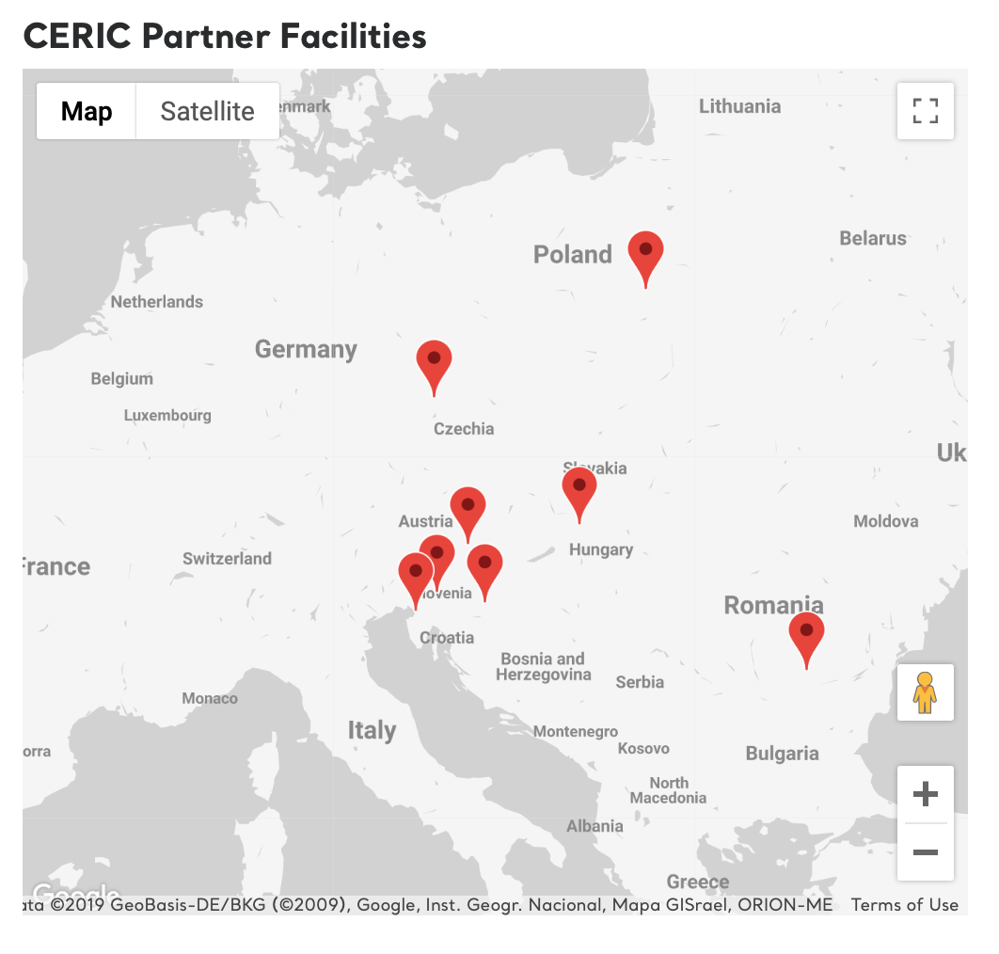 CERIC Partner Facilities
Map
Satellite
enmark
Lithuania
Belarus
Poland
Netherlands
Germany
Belgium
Luxembourg
Czechia
Uk
Slovakia
Austria
Moldova
Hungary
Switzerland
France
ovenia
Romania
Croatia
Bosnia and
Herzegovina
Serbia
Monaco
Italy
Montenegro
Kosovo
orra
Bulgaria
North
Macedonia
Albania
Greece
Google
ata ©2019 GeoBasis-DE/BKG (©2009), Google, Inst. Geogr. Nacional, Mapa GISrael, ORION-ME
Terms of Use